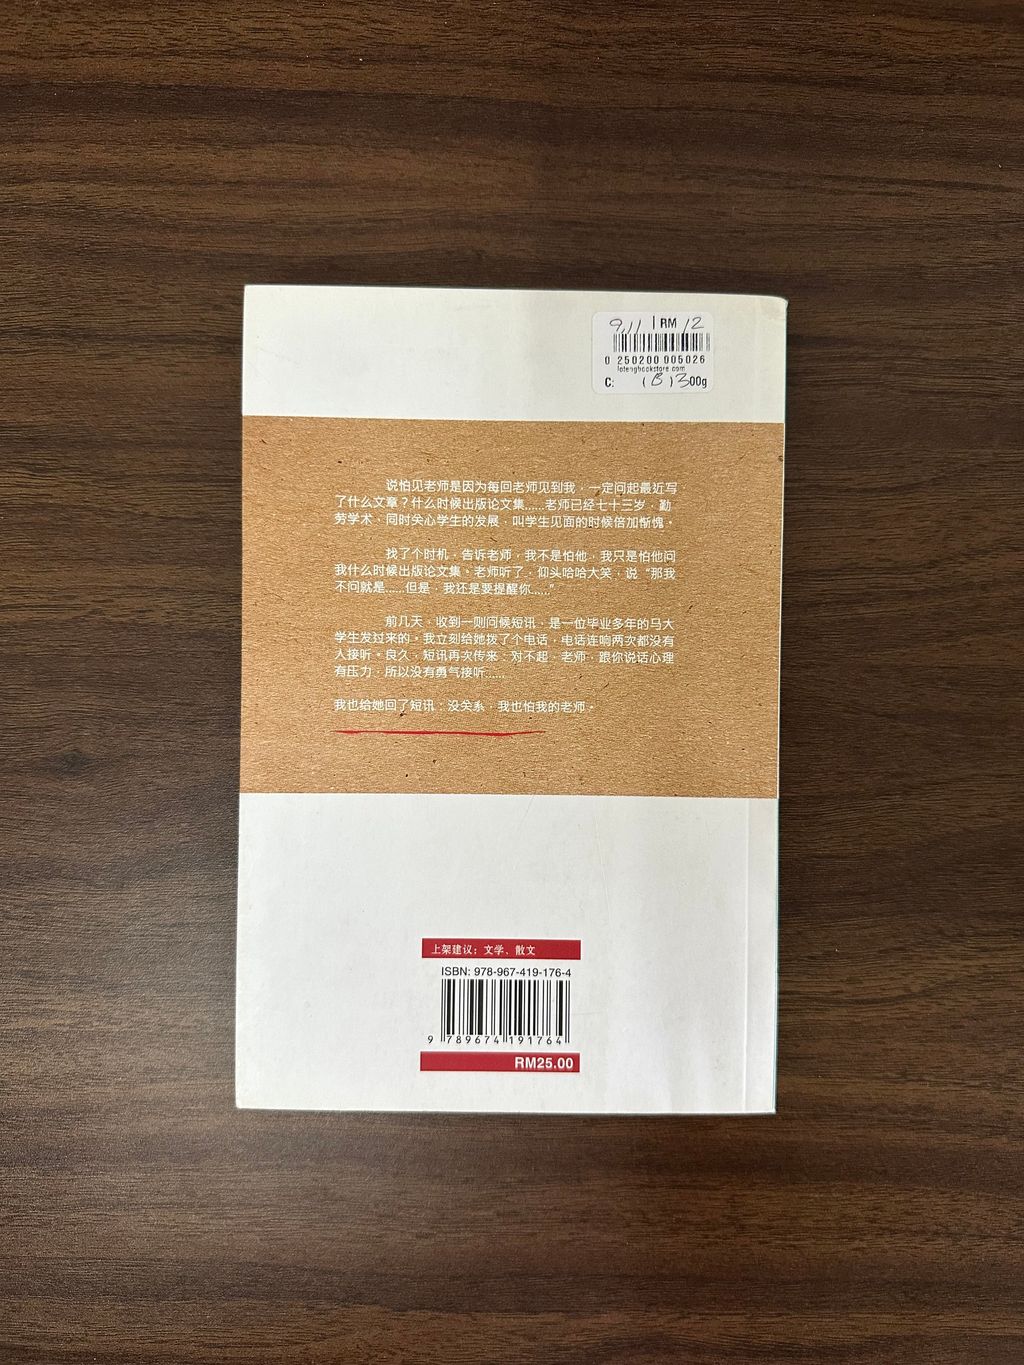 9,11 RM 12
0 250200 005026
lotengbookstore.com
C: (B) 300g
说怕见老师是因为每回老师见到我，一定问起最近写
了什么文章？什么时候出版论文集......老师已经七十三岁，勤
劳学术，同时关心学生的发展，叫学生见面的时候倍加惭愧。
找了个时机，告诉老师，我不是怕他，我只是怕他问
我什么时候出版论文集。老师听了，仰头哈哈大笑，说“那我
不问就是......但是，我还是要提醒你......”
前几天，收到一则问候短讯，是一位毕业多年的马大
学生发过来的。我立刻给她拨了个电话，电话连响两次都没有
人接听。良久，短讯再次传来：对不起，老师，跟你说话心理
有压力，所以没有勇气接听......
我也给她回了短讯：没关系，我也怕我的老师。
上架建议：文学、散文
ISBN: 978-967-419-176-4
9 789674 191764
RM25.00